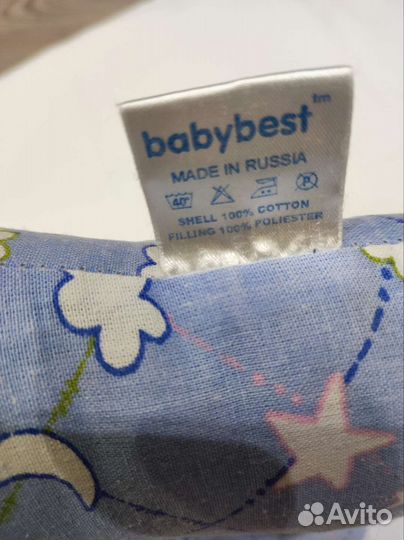 babybest tm
MADE IN RUSSIA
40°
P
SHELL 100% COTTON
FILLING 100% POLIESTER
Avito